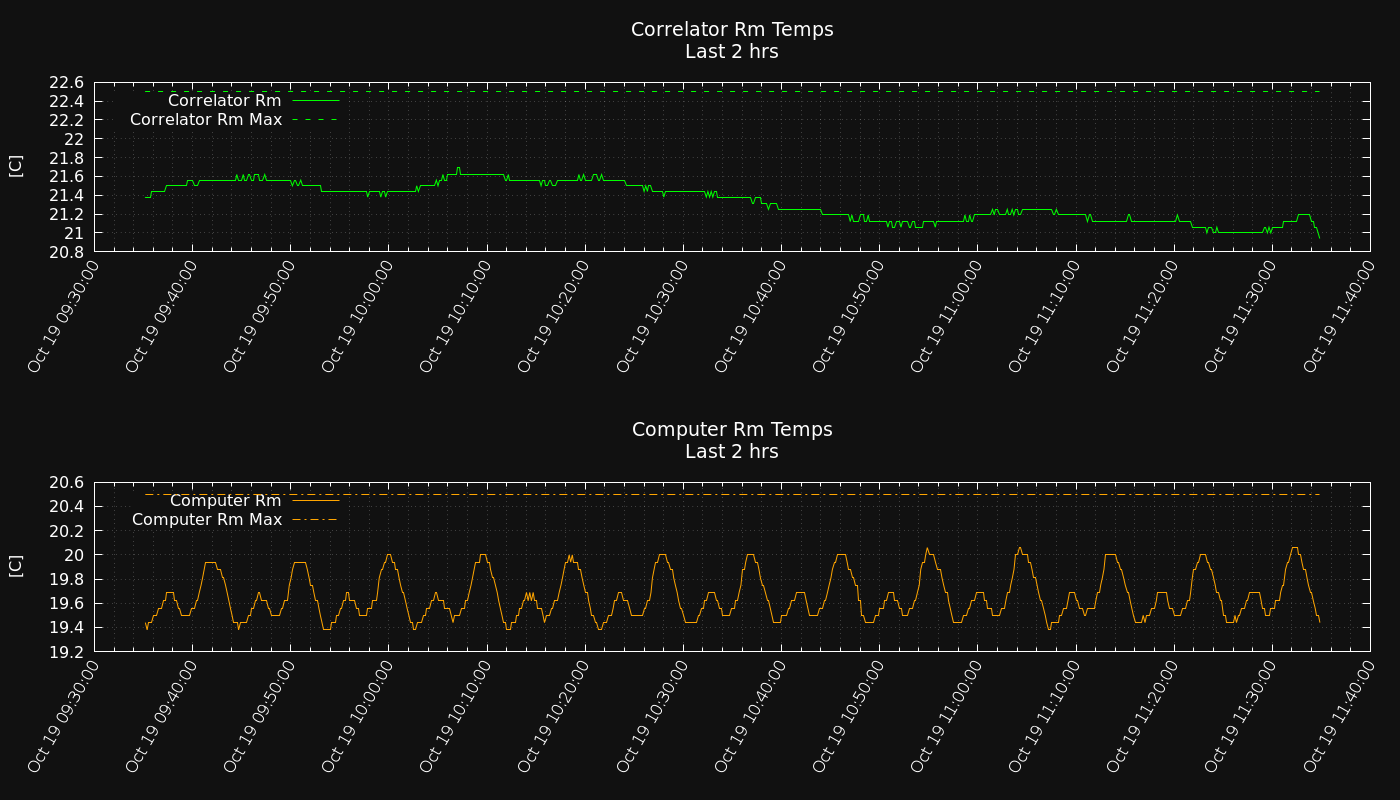 Correlator Rm Temps
Last 2 hrs
[C]
22.6
22.4
22.2
22
21.8
21.6
21.4
21.2
21
20.8
Correlator Rm
Correlator Rm Max
Oct 19 09:30:00
Oct 19 09:40:00
Oct 19 09:50:00
Oct 19 10:00:00
Oct 19 10:10:00
Oct 19 10:20:00
Oct 19 10:30:00
Oct 19 10:40:00
Oct 19 10:50:00
Oct 19 11:00:00
Oct 19 11:10:00
Oct 19 11:20:00
Oct 19 11:30:00
Oct 19 11:40:00
Computer Rm Temps
Last 2 hrs
[C]
20.6
20.4
20.2
20
19.8
19.6
19.4
19.2
Computer Rm
Computer Rm Max
Oct 19 09:30:00
Oct 19 09:40:00
Oct 19 09:50:00
Oct 19 10:00:00
Oct 19 10:10:00
Oct 19 10:20:00
Oct 19 10:30:00
Oct 19 10:40:00
Oct 19 10:50:00
Oct 19 11:00:00
Oct 19 11:10:00
Oct 19 11:20:00
Oct 19 11:30:00
Oct 19 11:40:00